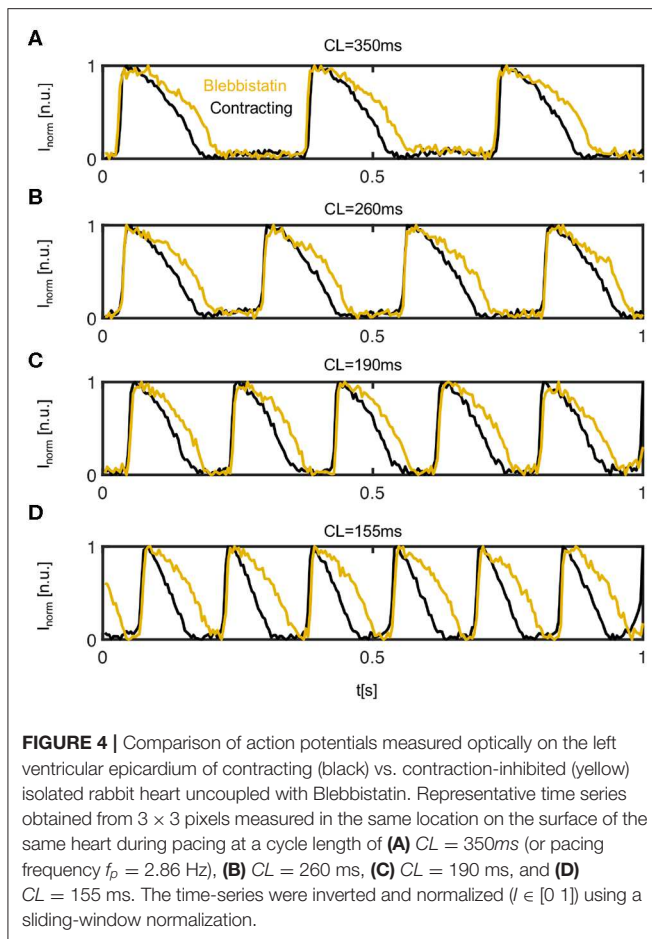 A
CL=350ms
1
Blebbistatin
Contracting
I_norm [n.u.]
0
0 0.5 1
B
CL=260ms
1
I_norm [n.u.]
0
0 0.5 1
C
CL=190ms
1
I_norm [n.u.]
0
0 0.5 1
D
CL=155ms
1
I_norm [n.u.]
0
0 0.5 1
t[s]
FIGURE 4 | Comparison of action potentials measured optically on the left
ventricular epicardium of contracting (black) vs. contraction-inhibited (yellow)
isolated rabbit heart uncoupled with Blebbistatin. Representative time series
obtained from 3 × 3 pixels measured in the same location on the surface of the
same heart during pacing at a cycle length of (A) CL = 350ms (or pacing
frequency f_p = 2.86 Hz), (B) CL = 260 ms, (C) CL = 190 ms, and (D)
CL = 155 ms. The time-series were inverted and normalized (I ∈ [0 1]) using a
sliding-window normalization.